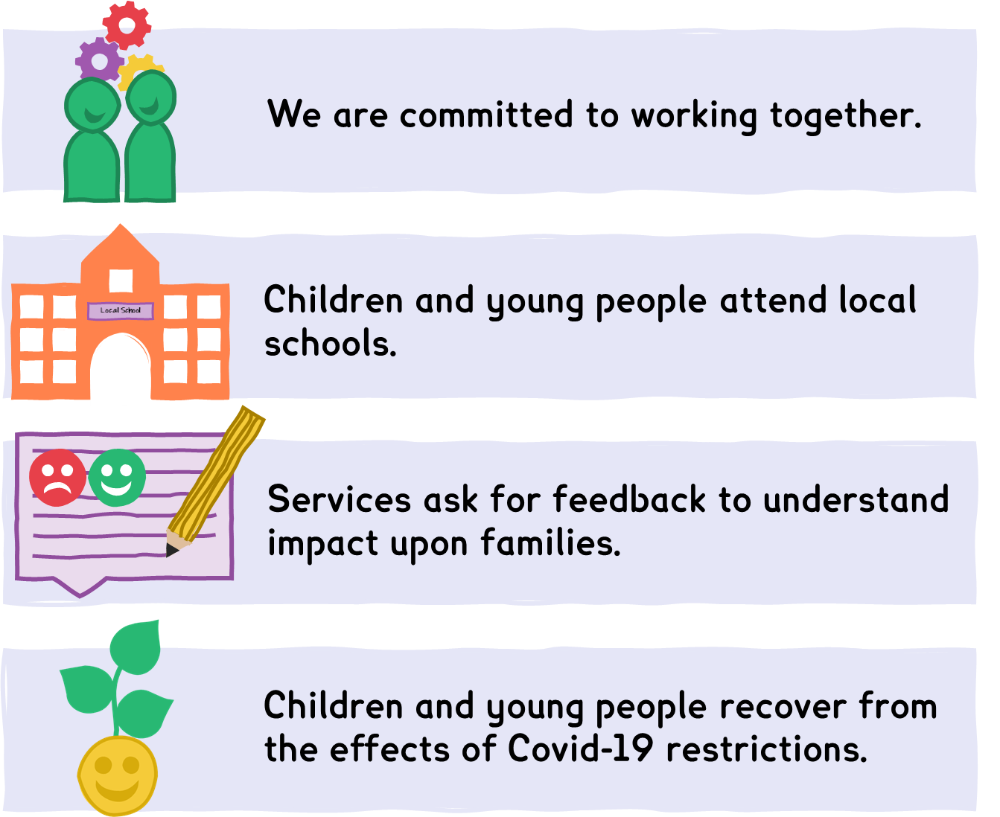 We are committed to working together.
Local School
Children and young people attend local
schools.
Services ask for feedback to understand
impact upon families.
Children and young people recover from
the effects of Covid-19 restrictions.